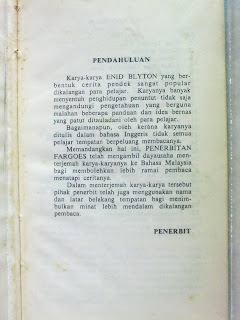 PENDAHULUAN
Karya-karya ENID BLYTON yang ber-
bentuk cerita pendek sangat popular
dikalangan para pelajar. Karyanya banyak
menyentuh penghidupan penuntut tidak saja
mengandungi pengetahuan yang berguna
malahan beberapa panduan dan idea bernas
yang patut ditauladani oleh para pelajar.
Bagaimanapun, oleh kerana karyanya
ditulis dalam bahasa Inggeris tidak semua
pelajar tempatan berpeluang membacanya.
Memandangkan hal ini, PENERBITAN
FARGOES telah mengambil dayausaha men-
terjemah karya-karyanya ke Bahasa Malaysia
bagi membolehkan lebih ramai pembaca
menatapi ceritanya.
Dalam menterjemah karya-karya tersebut
pihak penerbit telah juga menggunakan nama
dan latar belakang tempatan bagi menim-
bulkan minat lebih mendalam dikalangan
pembaca.
PENERBIT